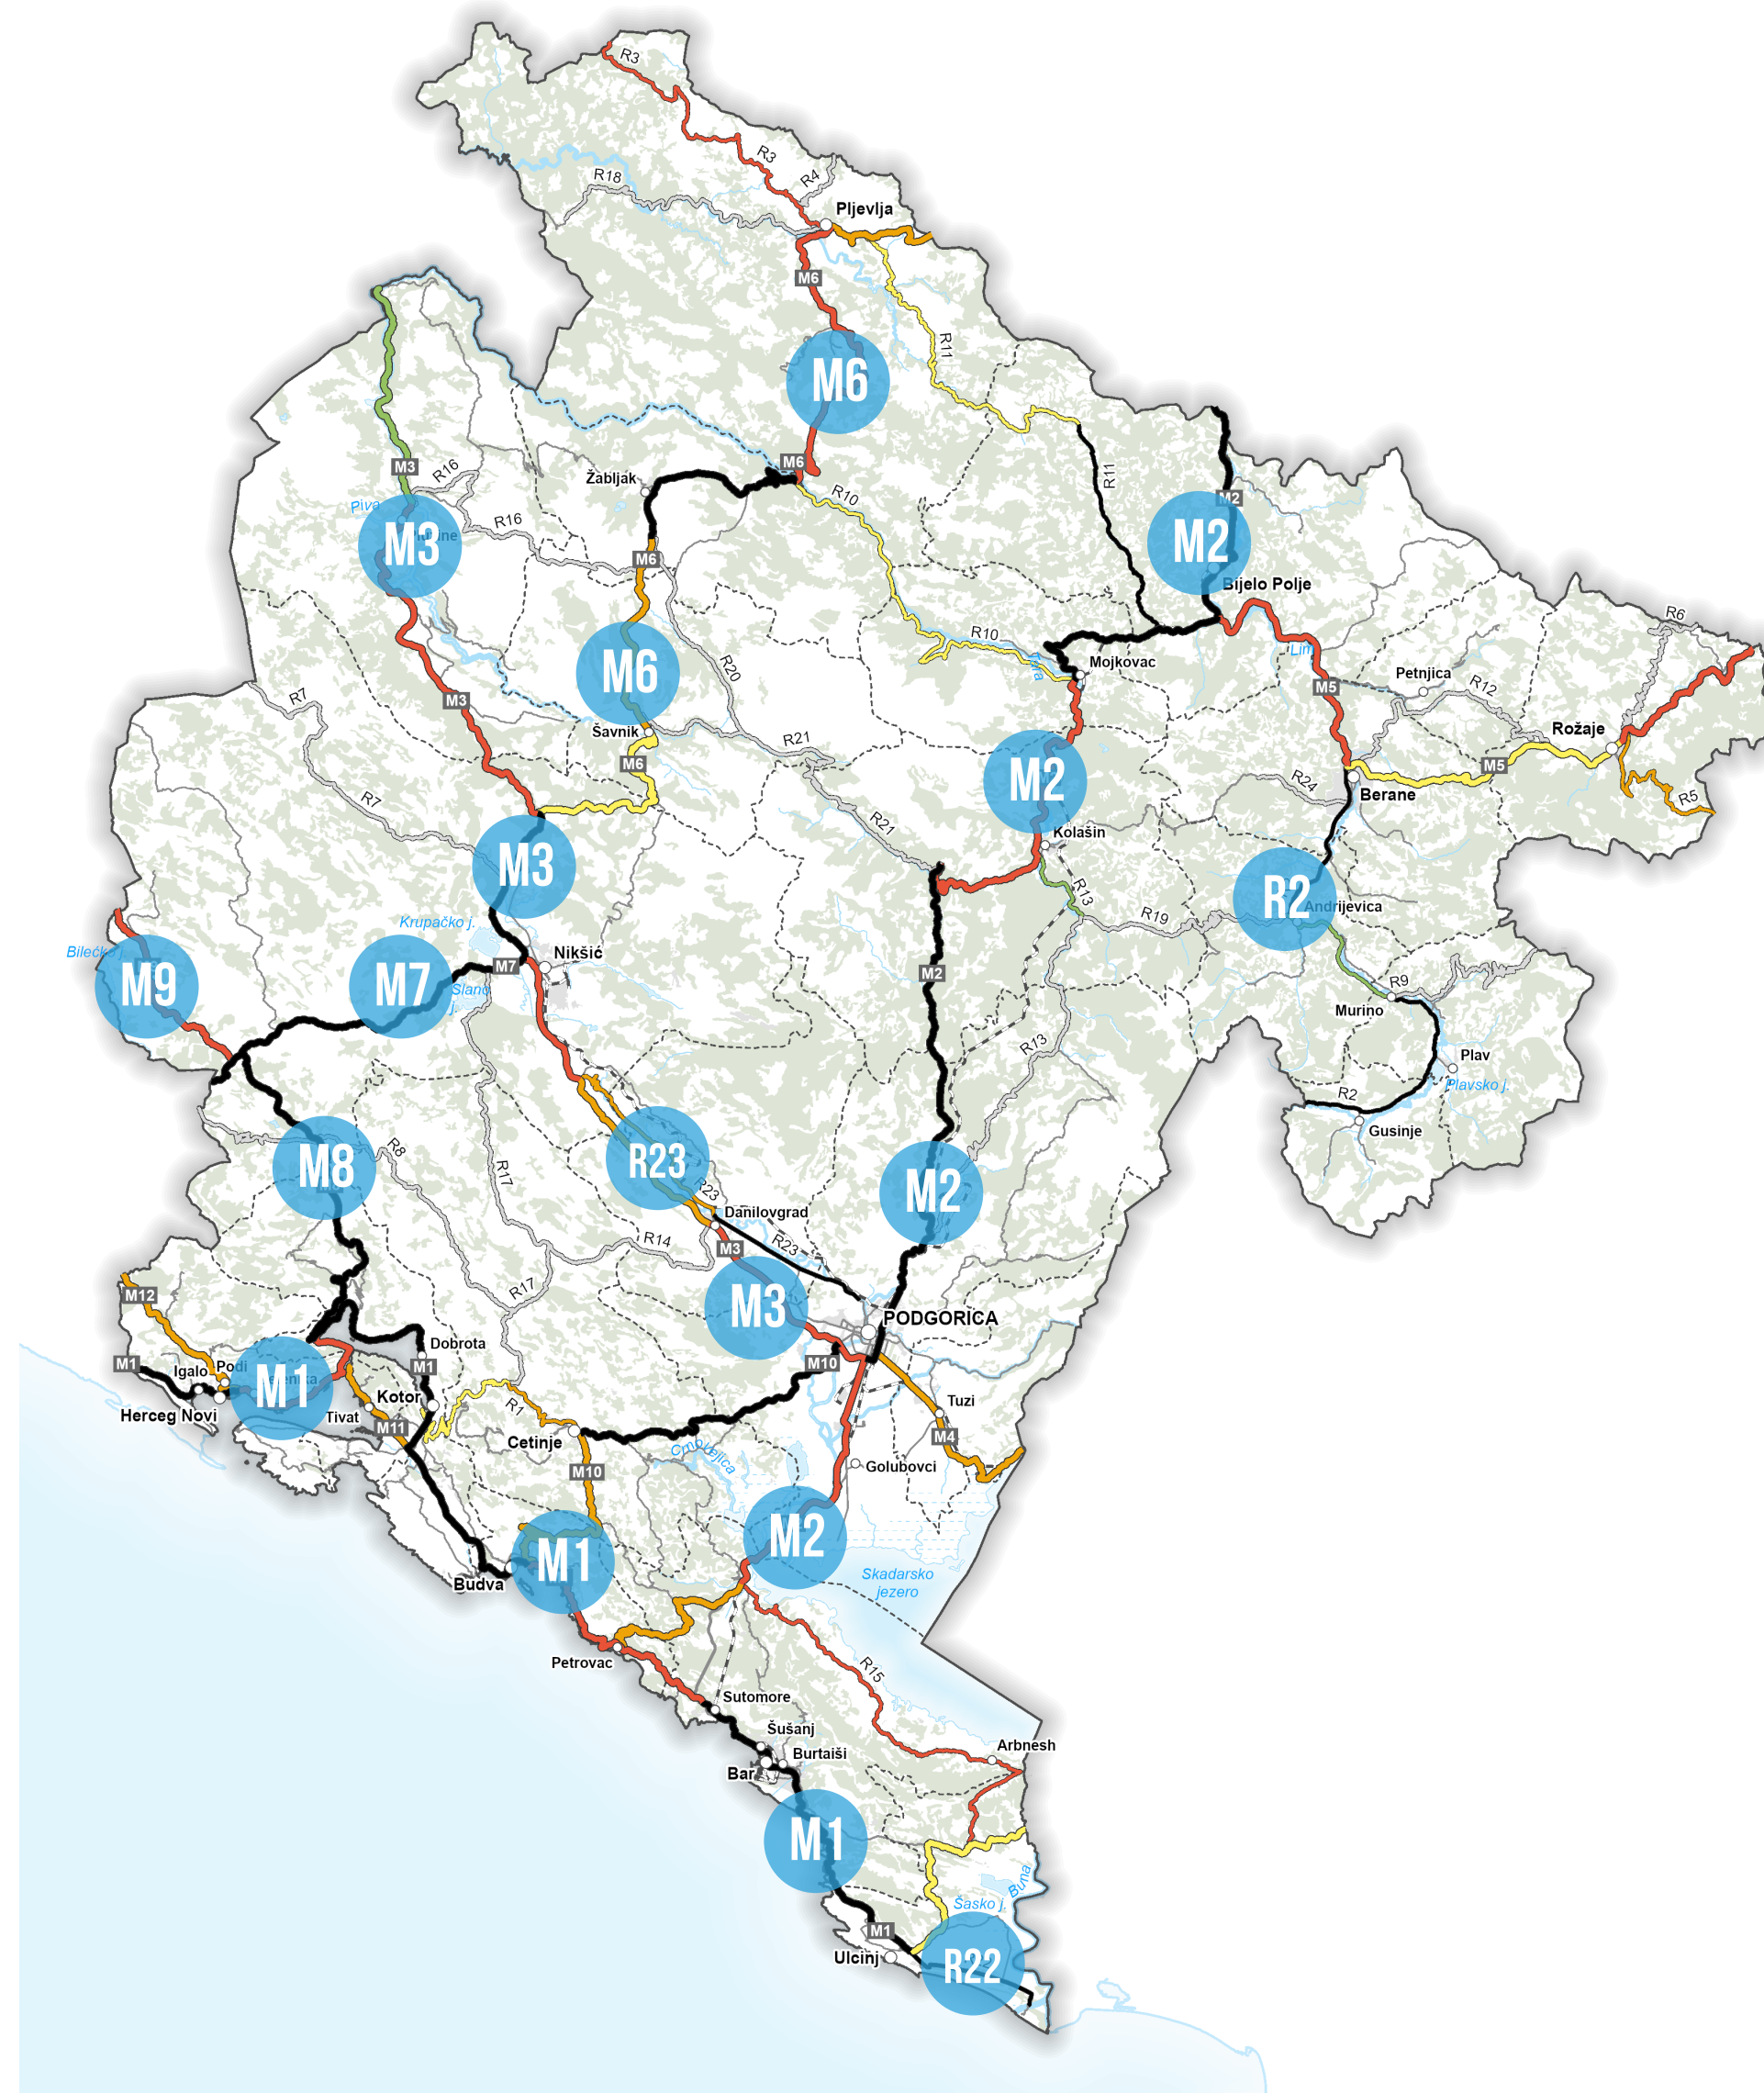 R3
R3
R4
R18
Pljevlja
M6
R11
M6
M6
R10
R11
Žabljak
M3
R16
Piva
R16
M3
M2
M2
Bijelo Polje
M6
M6
R10
Mojkovac
R20
Lim
M5
Petnjica
R12
R6
Rožaje
R7
M3
Šavnik
M6
R21
M2
M5
R24
R5
Berane
R7
R21
Kolašin
M3
R13
R2
Andrijevica
R19
Krupačko j.
Nikšić
Bilećko j.
M9
M7
M7
Slano
j.
M2
R9
Murino
R13
Plav
Plavsko j.
R2
Gusinje
M8
R8
R17
R23
R23
M2
Danilovgrad
R23
R14
M3
R17
M12
M3
PODGORICA
M10
Dobrota
M1
M1
Igalo
Podi
M1
Kotor
Herceg Novi
Tivat
M11
R1
Cetinje
Tuzi
M4
M10
Crnojevića
Golubovci
M2
M1
Budva
Skadarsko
jezero
Petrovac
R15
Sutomore
Šušanj
Burtaiši
Bar
Arbnesh
M1
Buna
Šasko j.
M1
Ulcinj
R22